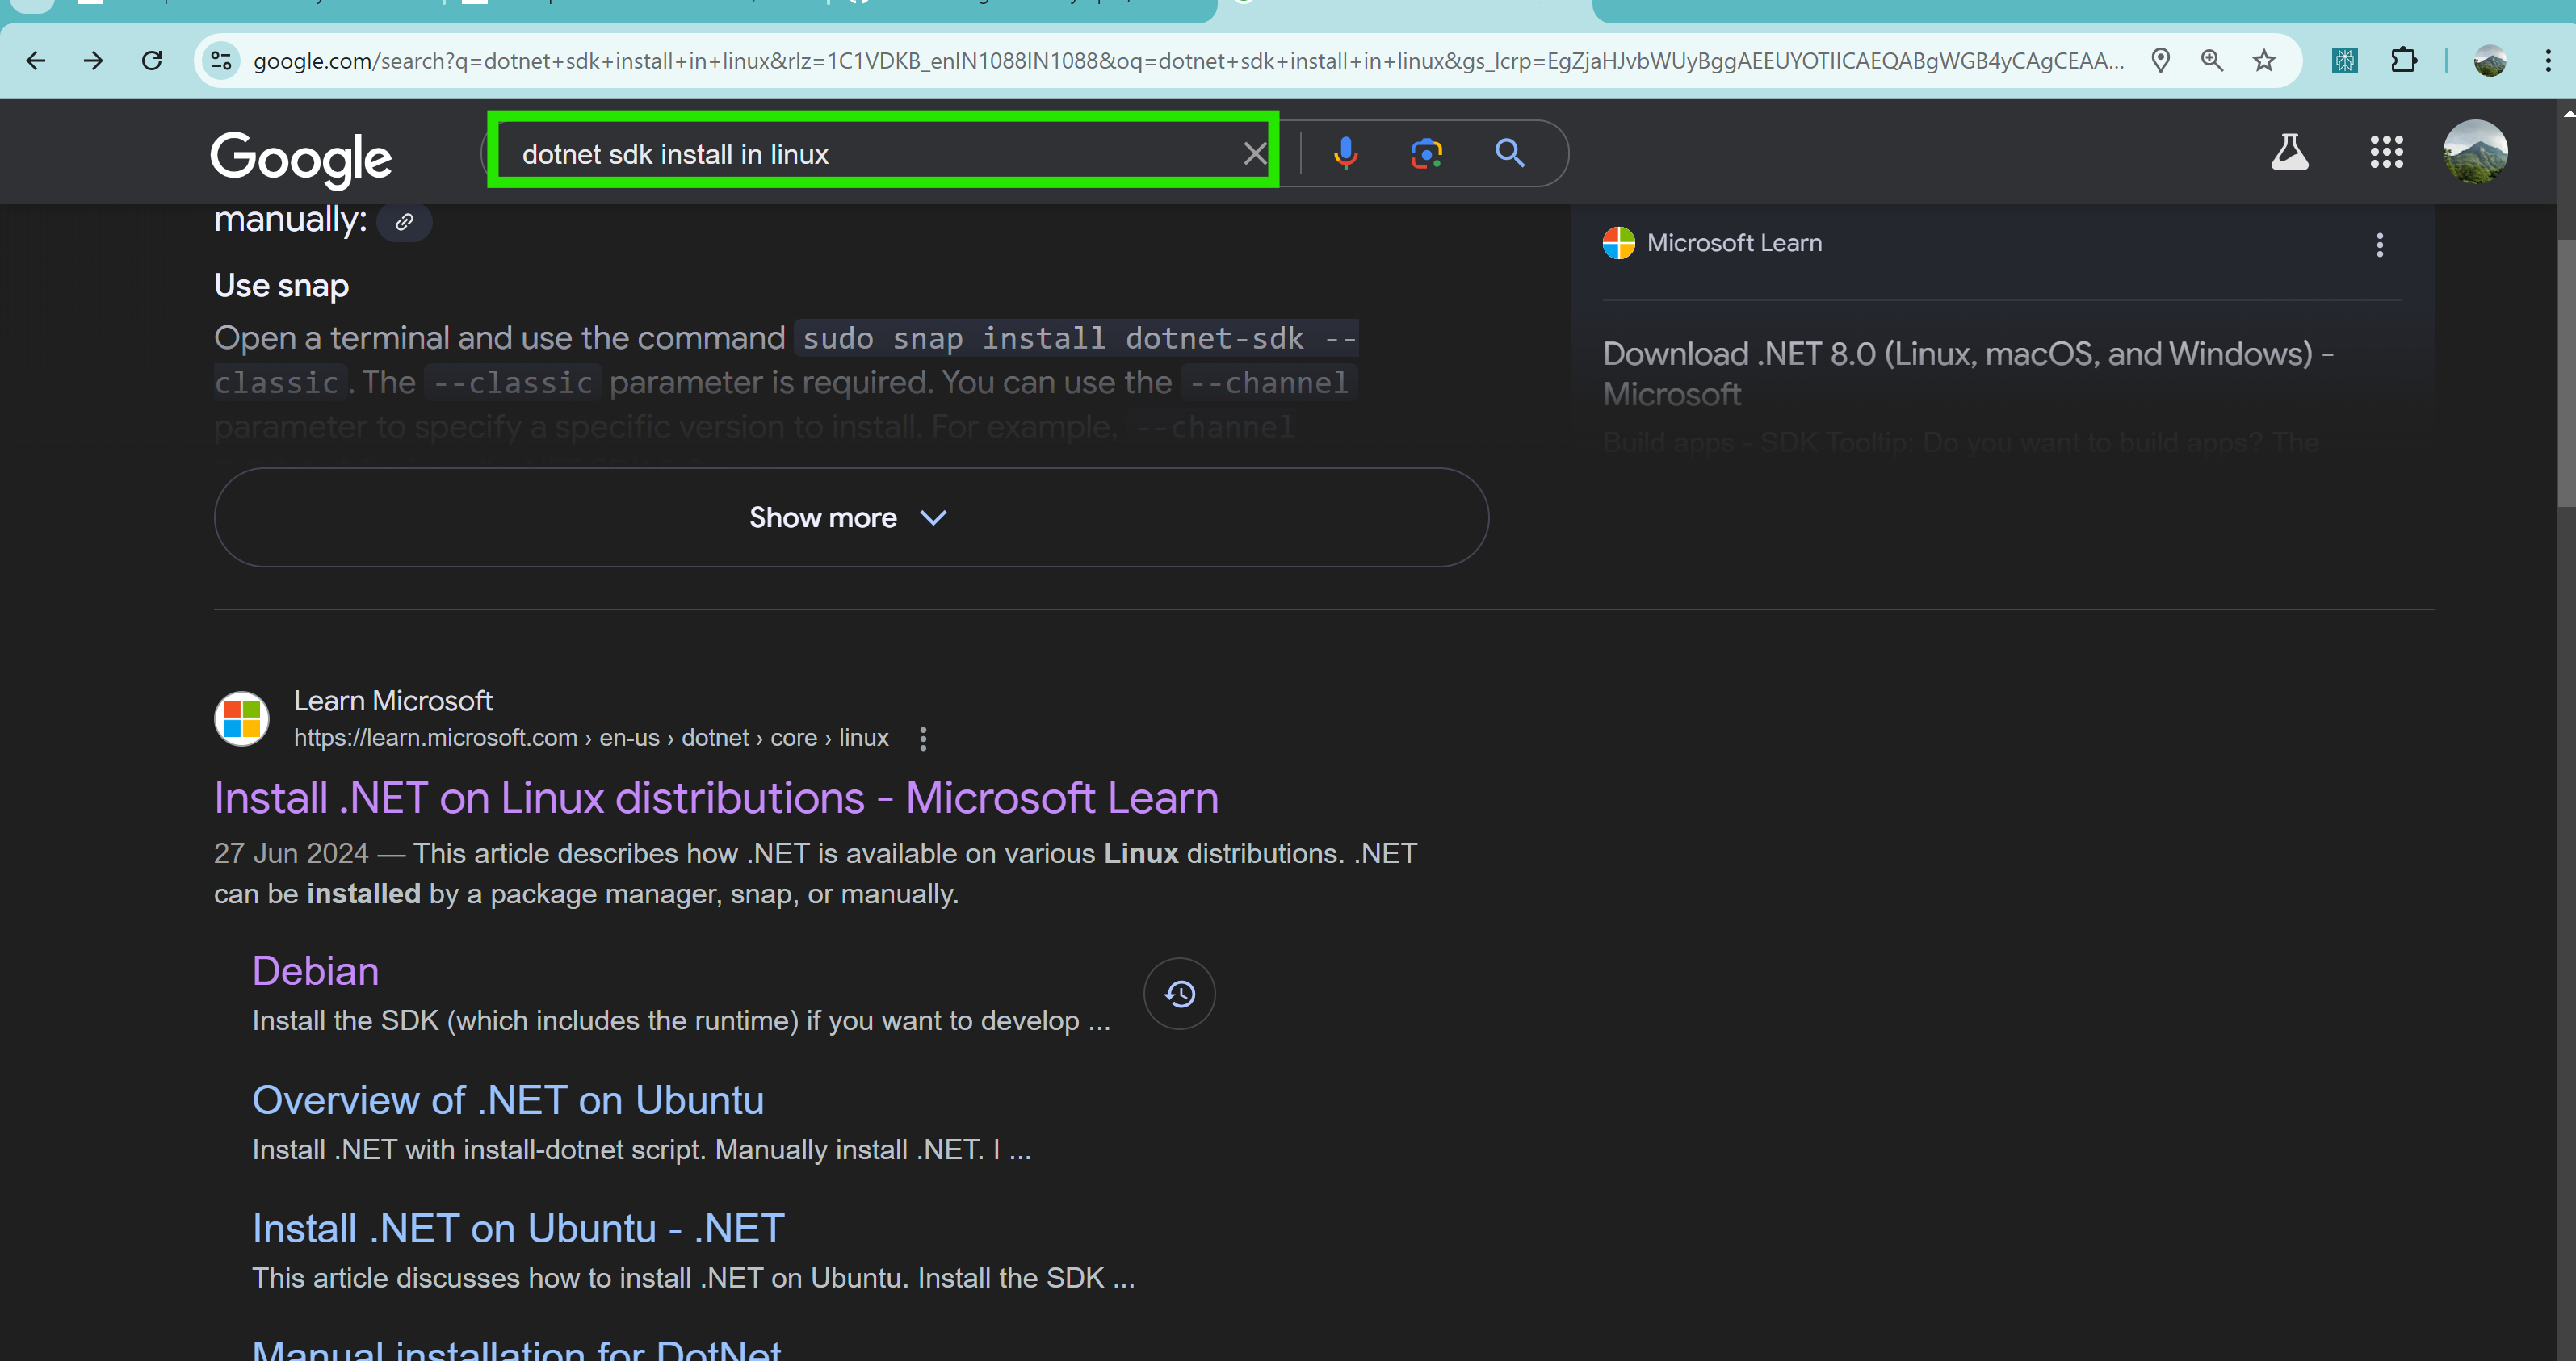 google.com/search?q=dotnet+sdk+install+in+linux&rlz=1C1VDKB_enIN1088IN1088&oq=dotnet+sdk+install+in+linux&gs_lcrp=EgZjaHJvbWUyBggAEEUYOTIICAEQABgWGB4yCAgCEAA...
Google
dotnet sdk install in linux
manually:
Use snap
Open a terminal and use the command sudo snap install dotnet-sdk --
classic . The --classic parameter is required. You can use the --channel
parameter to specify a specific version to install. For example, --channel
Show more
Microsoft Learn
Download .NET 8.0 (Linux, macOS, and Windows) -
Microsoft
Build apps - SDK Tooltip: Do you want to build apps? The
Learn Microsoft
https://learn.microsoft.com › en-us › dotnet › core › linux
Install .NET on Linux distributions - Microsoft Learn
27 Jun 2024 — This article describes how .NET is available on various Linux distributions. .NET
can be installed by a package manager, snap, or manually.
Debian
Install the SDK (which includes the runtime) if you want to develop ...
Overview of .NET on Ubuntu
Install .NET with install-dotnet script. Manually install .NET. I ...
Install .NET on Ubuntu - .NET
This article discusses how to install .NET on Ubuntu. Install the SDK ...
Manual installation for DotNet